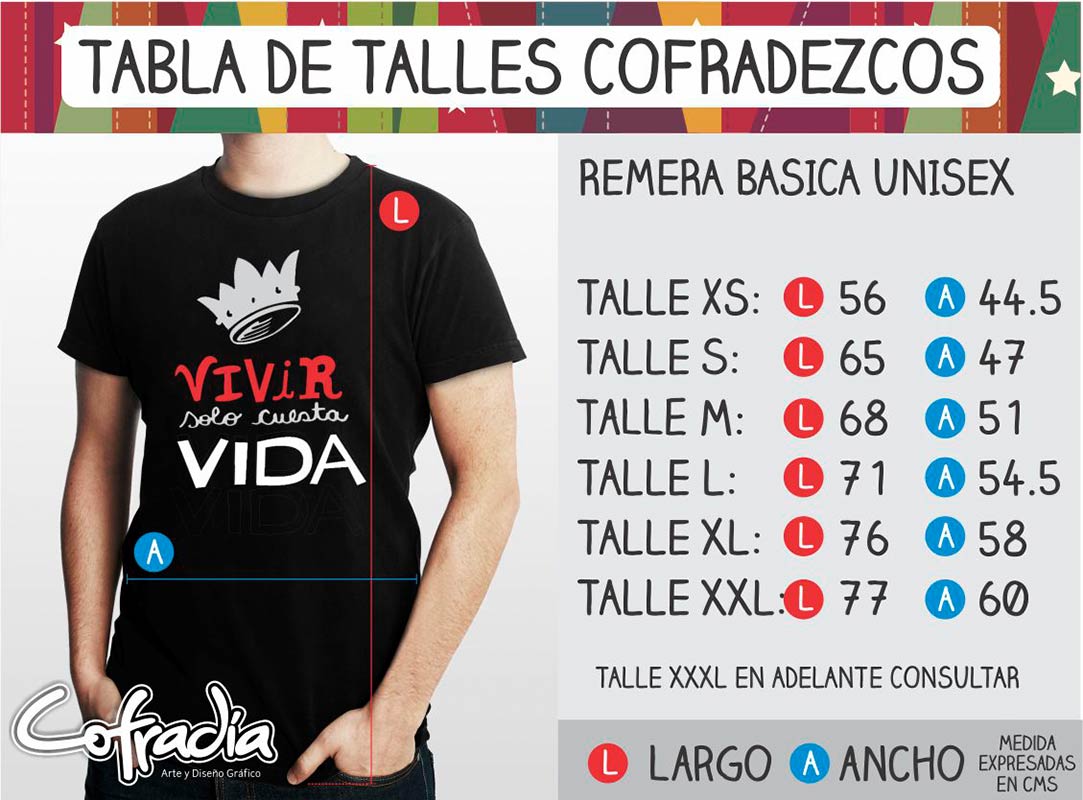 TABLA DE TALLES COFRADEZCOS
REMERA BASICA UNISEX
L
VIVIR
solo cuesta
VIDA
VIDA
A
TALLE XS: L 56 A 44.5
TALLE S: L 65 A 47
TALLE M: L 68 A 51
TALLE L: L 71 A 54.5
TALLE XL: L 76 A 58
TALLE XXL: L 77 A 60
TALLE XXXL EN ADELANTE CONSULTAR
Cofradía
Arte y Diseño Gráfico
L LARGO A ANCHO
MEDIDA
EXPRESADAS
EN CMS